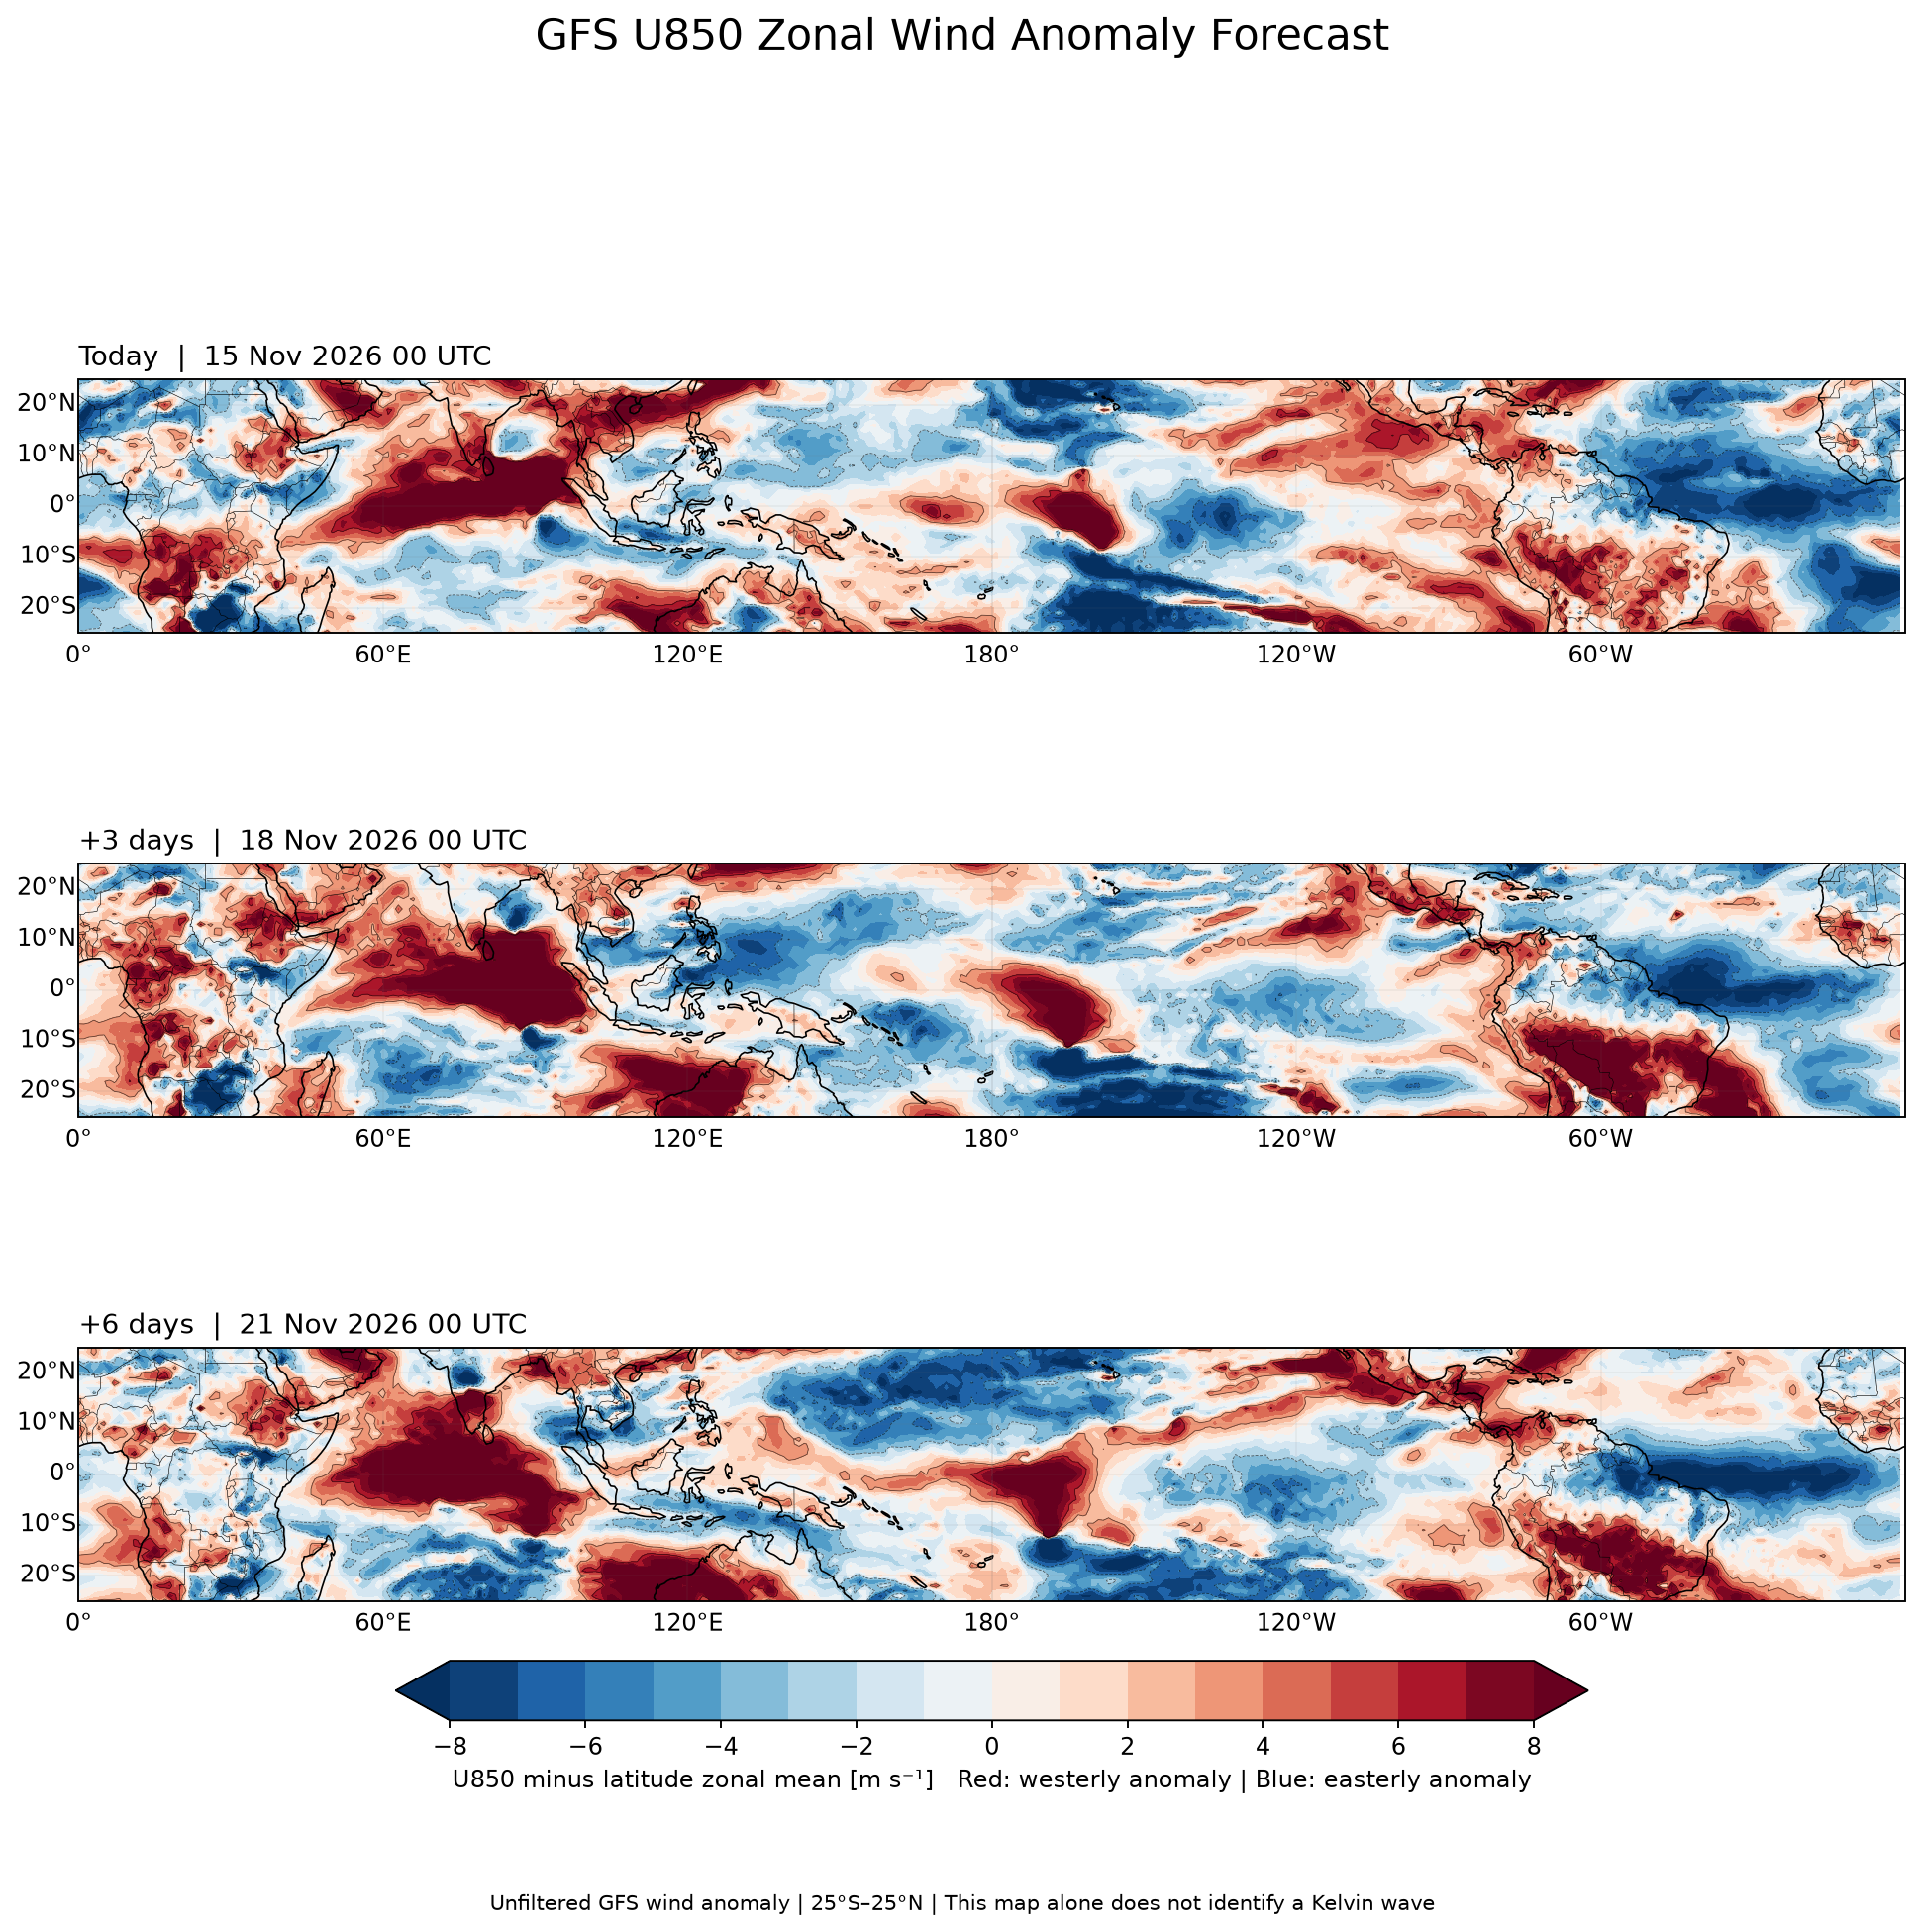 GFS U850 Zonal Wind Anomaly Forecast
Today | 15 Nov 2026 00 UTC
20°N
10°N
0°
10°S
20°S
0° 60°E 120°E 180° 120°W 60°W
+3 days | 18 Nov 2026 00 UTC
20°N
10°N
0°
10°S
20°S
0° 60°E 120°E 180° 120°W 60°W
+6 days | 21 Nov 2026 00 UTC
20°N
10°N
0°
10°S
20°S
0° 60°E 120°E 180° 120°W 60°W
−8 −6 −4 −2 0 2 4 6 8
U850 minus latitude zonal mean [m s⁻¹] Red: westerly anomaly | Blue: easterly anomaly
Unfiltered GFS wind anomaly | 25°S–25°N | This map alone does not identify a Kelvin wave